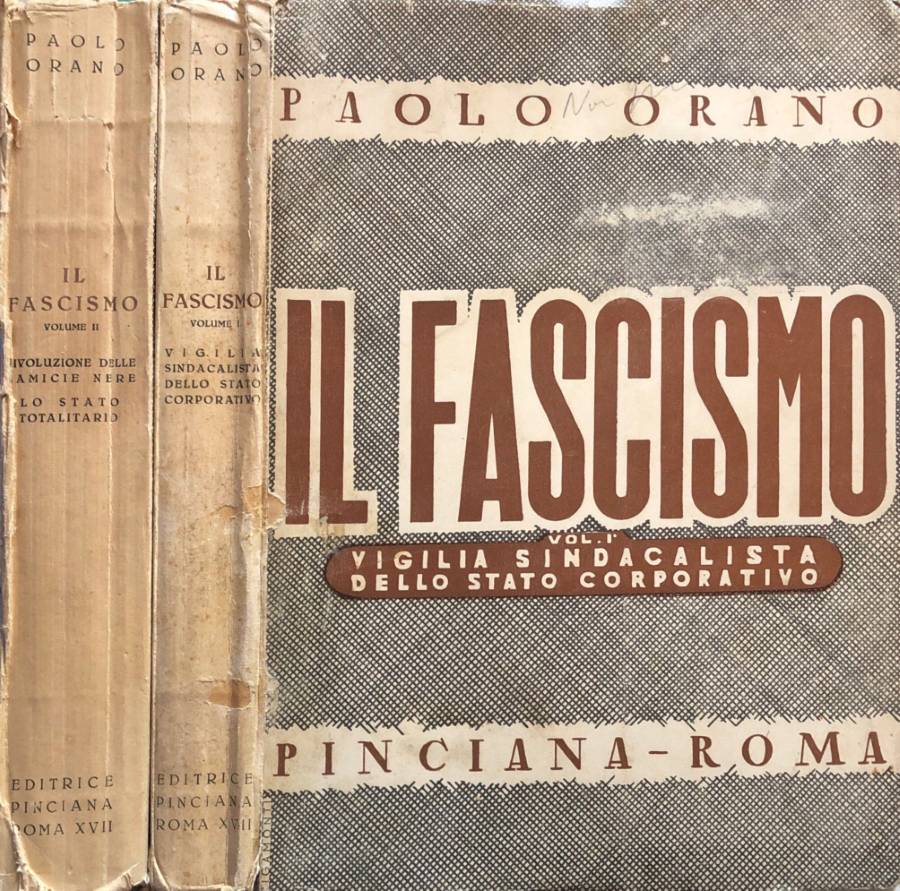 PAOLO
ORANO
IL
FASCISMO
VOLUME II
IVOLUZIONE DELLE
AMICIE NERE
LO STATO
TOTALITARIO
EDITRICE
PINCIANA
ROMA XVII
PAOLO
ORANO
IL
FASCISMO
VOLUME I
VIGILIA
SINDACALISTA
DELLO STATO
CORPORATIVO
EDITRICE
PINCIANA
ROMA XVII
PAOLO ORANO
IL FASCISMO
VOL. I°
VIGILIA SINDACALISTA
DELLO STATO CORPORATIVO
PINCIANA-ROMA